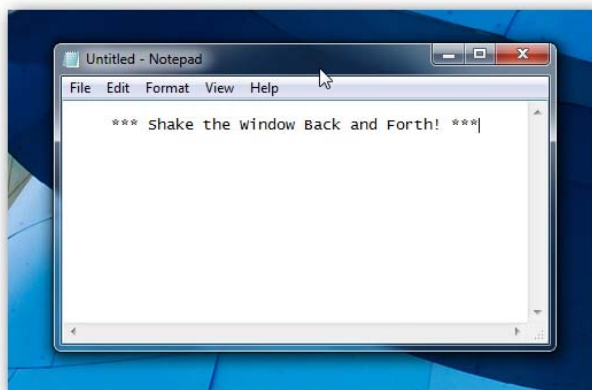 Untitled - Notepad
File Edit Format View Help
*** Shake the Window Back and Forth! ***